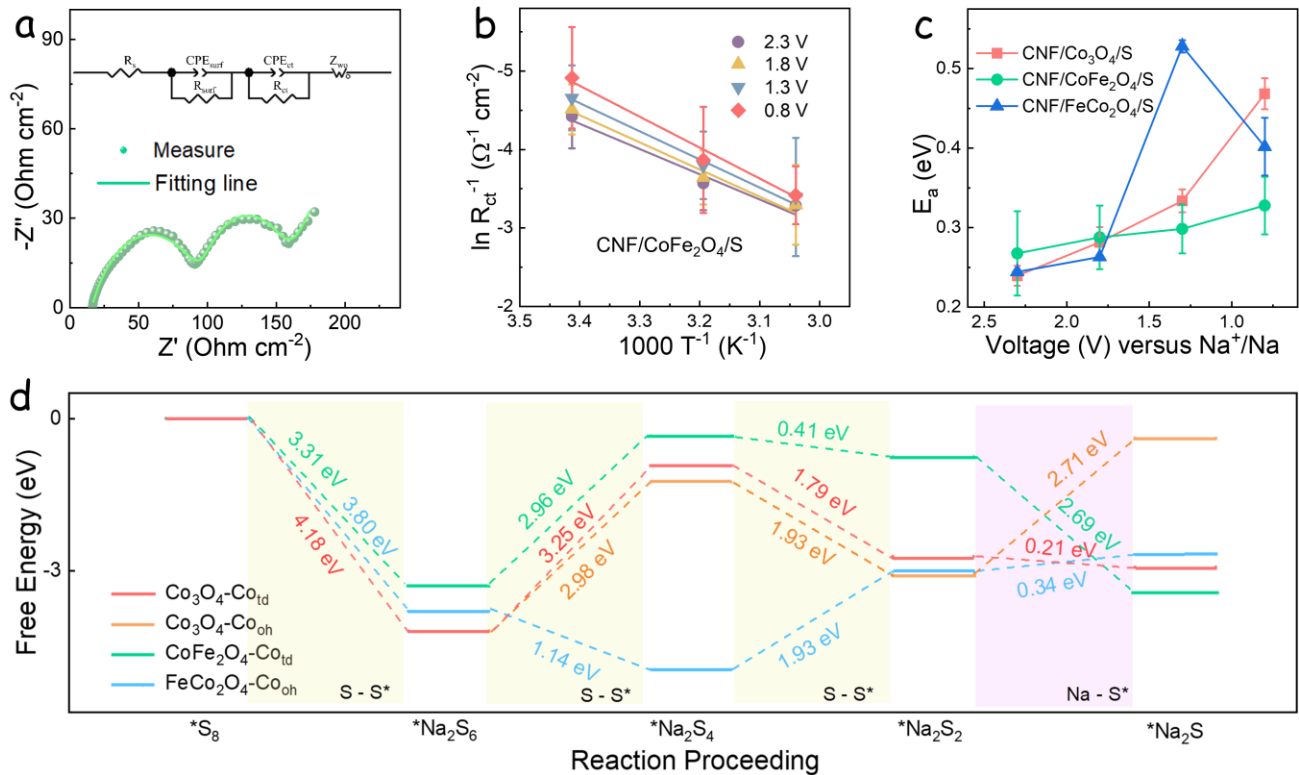 a
90
60
30
0
-Z'' (Ohm cm⁻²)
R_s
CPE_surf
R_surf
CPE_ct
R_ct
Z_wo
Measure
Fitting line
0 50 100 150 200
Z' (Ohm cm⁻²)
b
-5
-4
-3
-2
ln R_ct⁻¹ (Ω⁻¹ cm⁻²)
2.3 V
1.8 V
1.3 V
0.8 V
CNF/CoFe₂O₄/S
3.5 3.4 3.3 3.2 3.1 3.0
1000 T⁻¹ (K⁻¹)
c
0.5
0.4
0.3
0.2
E_a (eV)
CNF/Co₃O₄/S
CNF/CoFe₂O₄/S
CNF/FeCo₂O₄/S
2.5 2.0 1.5 1.0
Voltage (V) versus Na⁺/Na
d
0
-3
Free Energy (eV)
3.31 eV
3.80 eV
4.18 eV
2.96 eV
3.25 eV
2.98 eV
1.14 eV
0.41 eV
1.79 eV
1.93 eV
1.93 eV
2.71 eV
2.69 eV
0.21 eV
0.34 eV
Co₃O₄-Co_td
Co₃O₄-Co_oh
CoFe₂O₄-Co_td
FeCo₂O₄-Co_oh
S - S*
S - S*
S - S*
Na - S*
*S₈
*Na₂S₆
*Na₂S₄
*Na₂S₂
*Na₂S
Reaction Proceeding